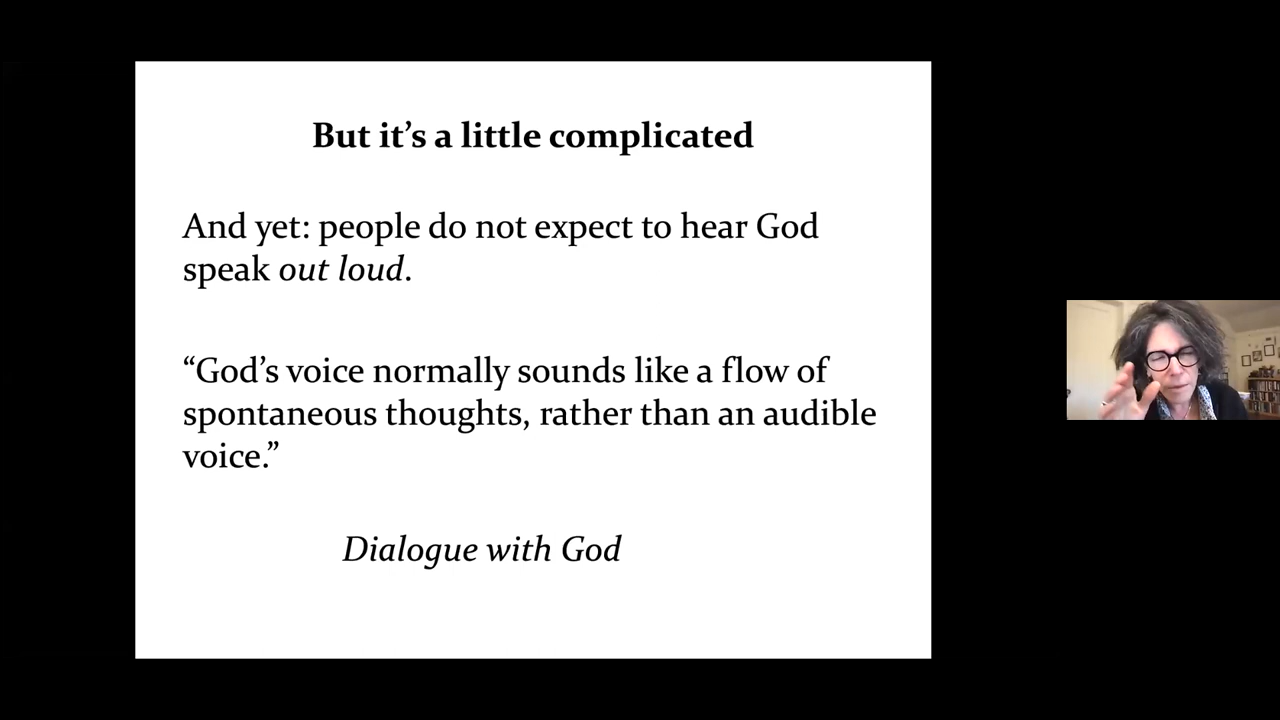 But it’s a little complicated
And yet: people do not expect to hear God
speak out loud.
“God’s voice normally sounds like a flow of
spontaneous thoughts, rather than an audible
voice.”
Dialogue with God